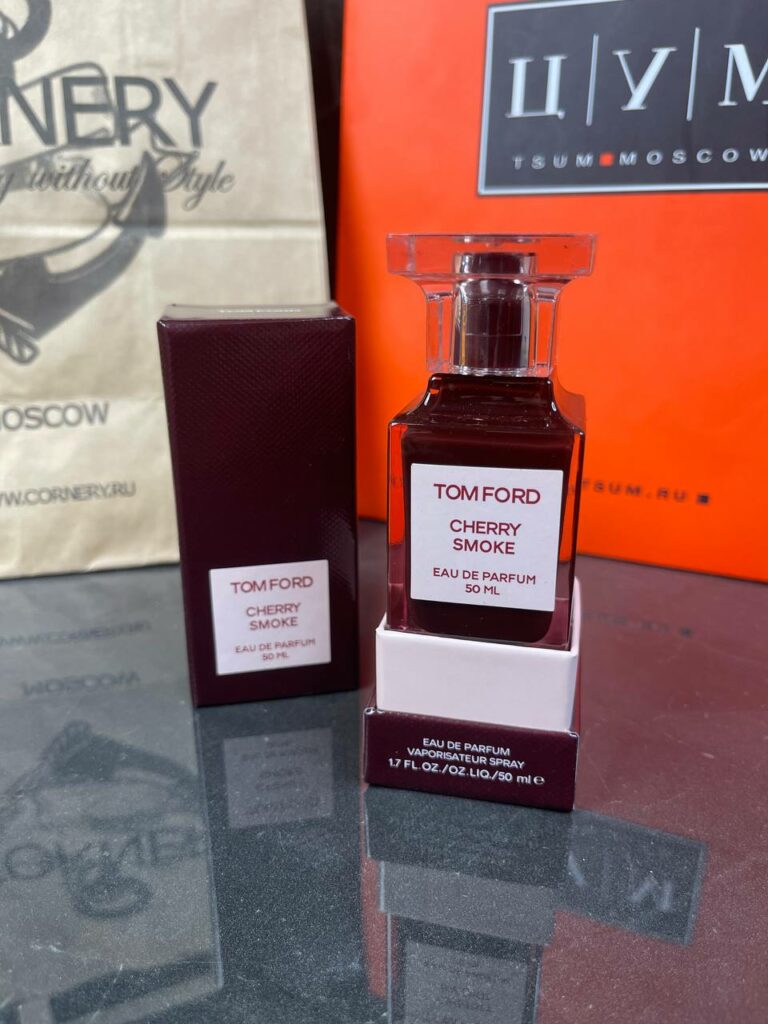 NERY
without Style
MOSCOW
WWW.CORNERY.RU
Ц|У|М
TSUM MOSCOW
TSUM.RU
TOM FORD
CHERRY
SMOKE
EAU DE PARFUM
50 ML
TOM FORD
CHERRY
SMOKE
EAU DE PARFUM
50 ML
EAU DE PARFUM
VAPORISATEUR SPRAY
1.7 FL.OZ./OZ.LIQ./50 ml e